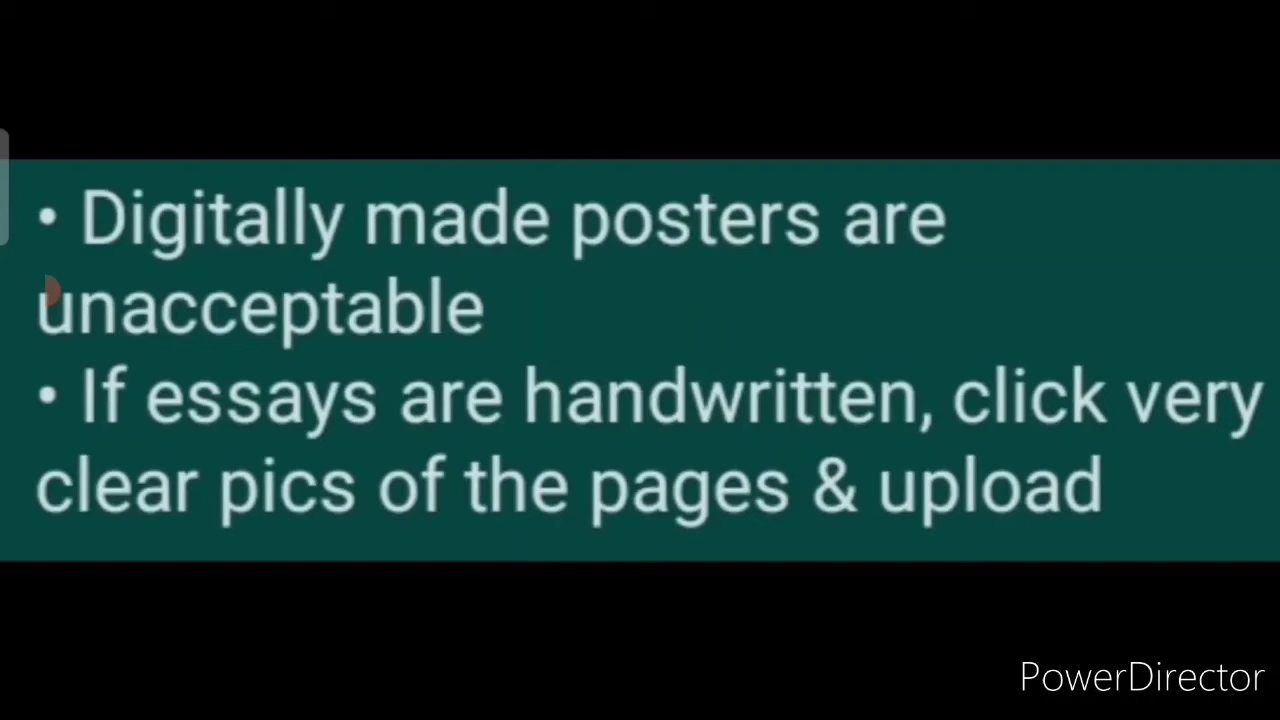 • Digitally made posters are
unacceptable
• If essays are handwritten, click very
clear pics of the pages & upload
PowerDirector